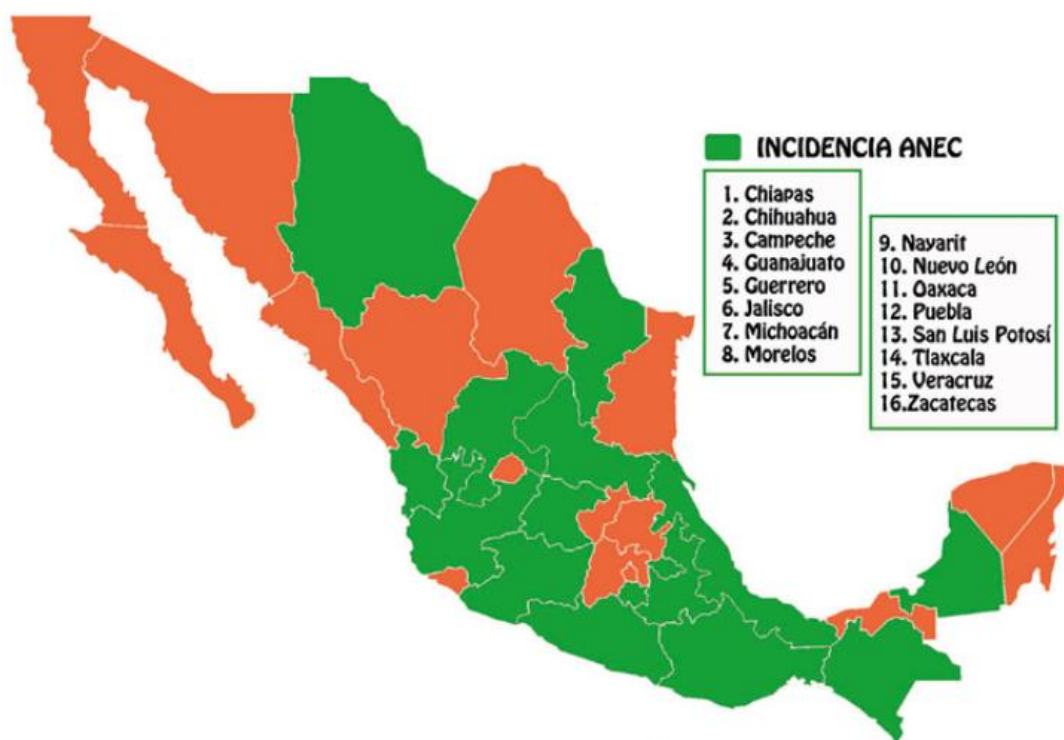 INCIDENCIA ANEC
1. Chiapas
2. Chihuahua
3. Campeche
4. Guanajuato
5. Guerrero
6. Jalisco
7. Michoacán
8. Morelos
9. Nayarit
10. Nuevo León
11. Oaxaca
12. Puebla
13. San Luis Potosí
14. Tlaxcala
15. Veracruz
16.Zacatecas